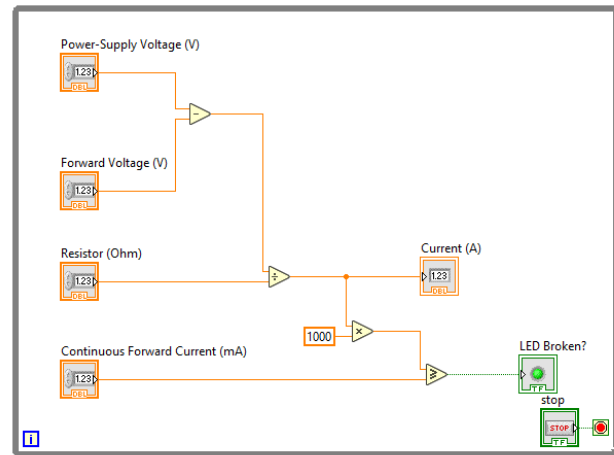 Power-Supply Voltage (V)
1.23
DBL
Forward Voltage (V)
1.23
DBL
Resistor (Ohm)
1.23
DBL
Current (A)
1.23
DBL
1000
Continuous Forward Current (mA)
1.23
DBL
LED Broken?
TF
stop
STOP
TF
i